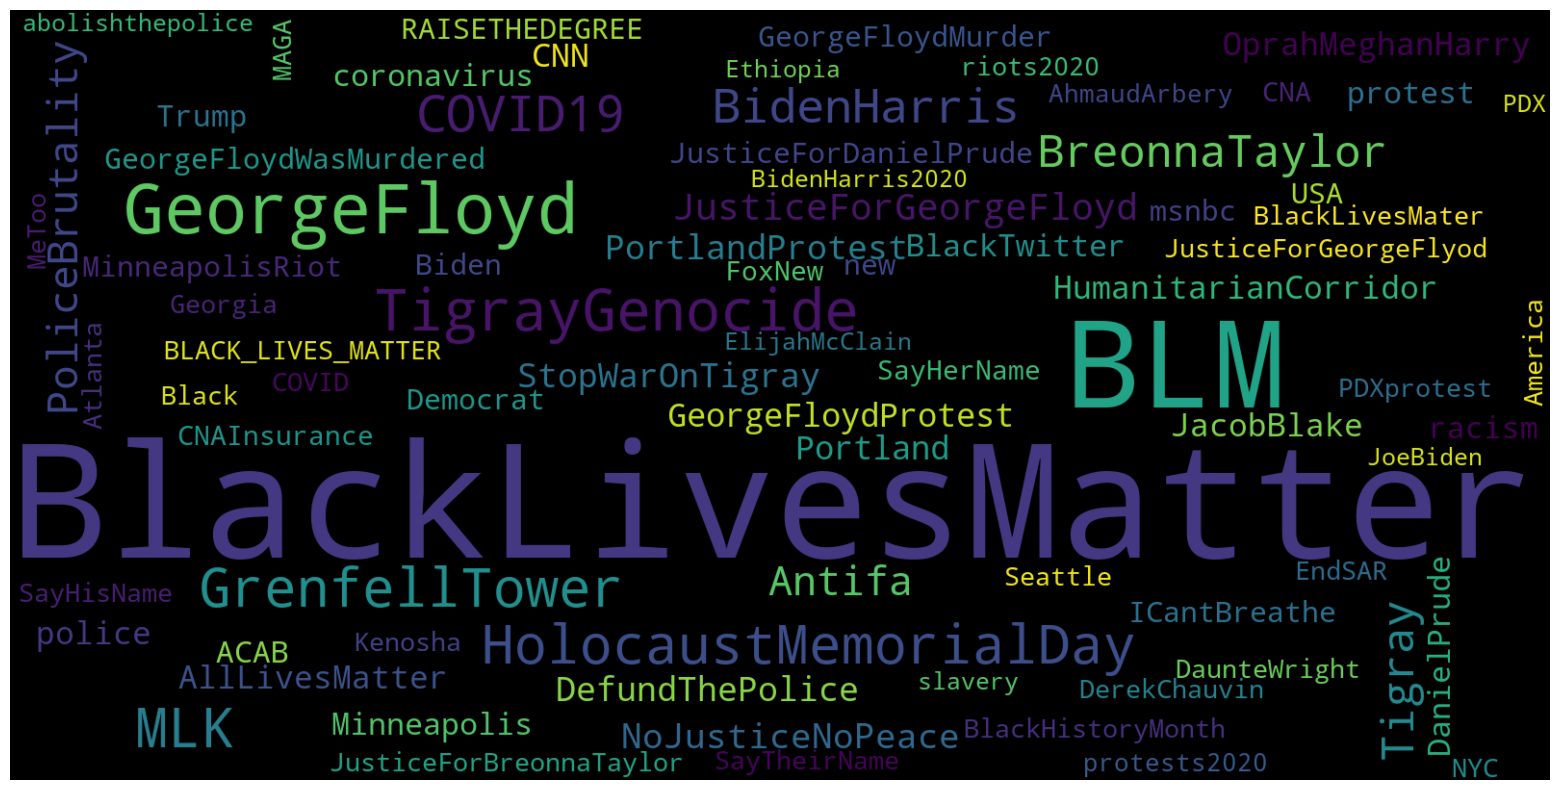 abolishthepolice
MAGA
RAISETHEDEGREE
CNN
GeorgeFloydMurder
OprahMeghanHarry
coronavirus
Ethiopia
riots2020
Trump
COVID19
BidenHarris
AhmaudArbery
CNA
protest
PDX
PoliceBrutality
GeorgeFloydWasMurdered
JusticeForDanielPrude
BreonnaTaylor
BidenHarris2020
USA
GeorgeFloyd
JusticeForGeorgeFloyd
msnbc
BlackLivesMater
MeToo
PortlandProtest
BlackTwitter
JusticeForGeorgeFlyod
MinneapolisRiot
Biden
FoxNew
new
HumanitarianCorridor
Georgia
TigrayGenocide
Atlanta
BLACK_LIVES_MATTER
ElijahMcClain
BLM
America
COVID
StopWarOnTigray
SayHerName
PDXprotest
Black
Democrat
GeorgeFloydProtest
JacobBlake
racism
CNAInsurance
Portland
JoeBiden
BlackLivesMatter
SayHisName
GrenfellTower
Antifa
Seattle
EndSAR
police
ICantBreathe
ACAB
Kenosha
HolocaustMemorialDay
Tigray
DanielPrude
AllLivesMatter
DefundThePolice
slavery
DaunteWright
DerekChauvin
MLK
Minneapolis
NoJusticeNoPeace
BlackHistoryMonth
JusticeForBreonnaTaylor
SayTheirName
protests2020
NYC